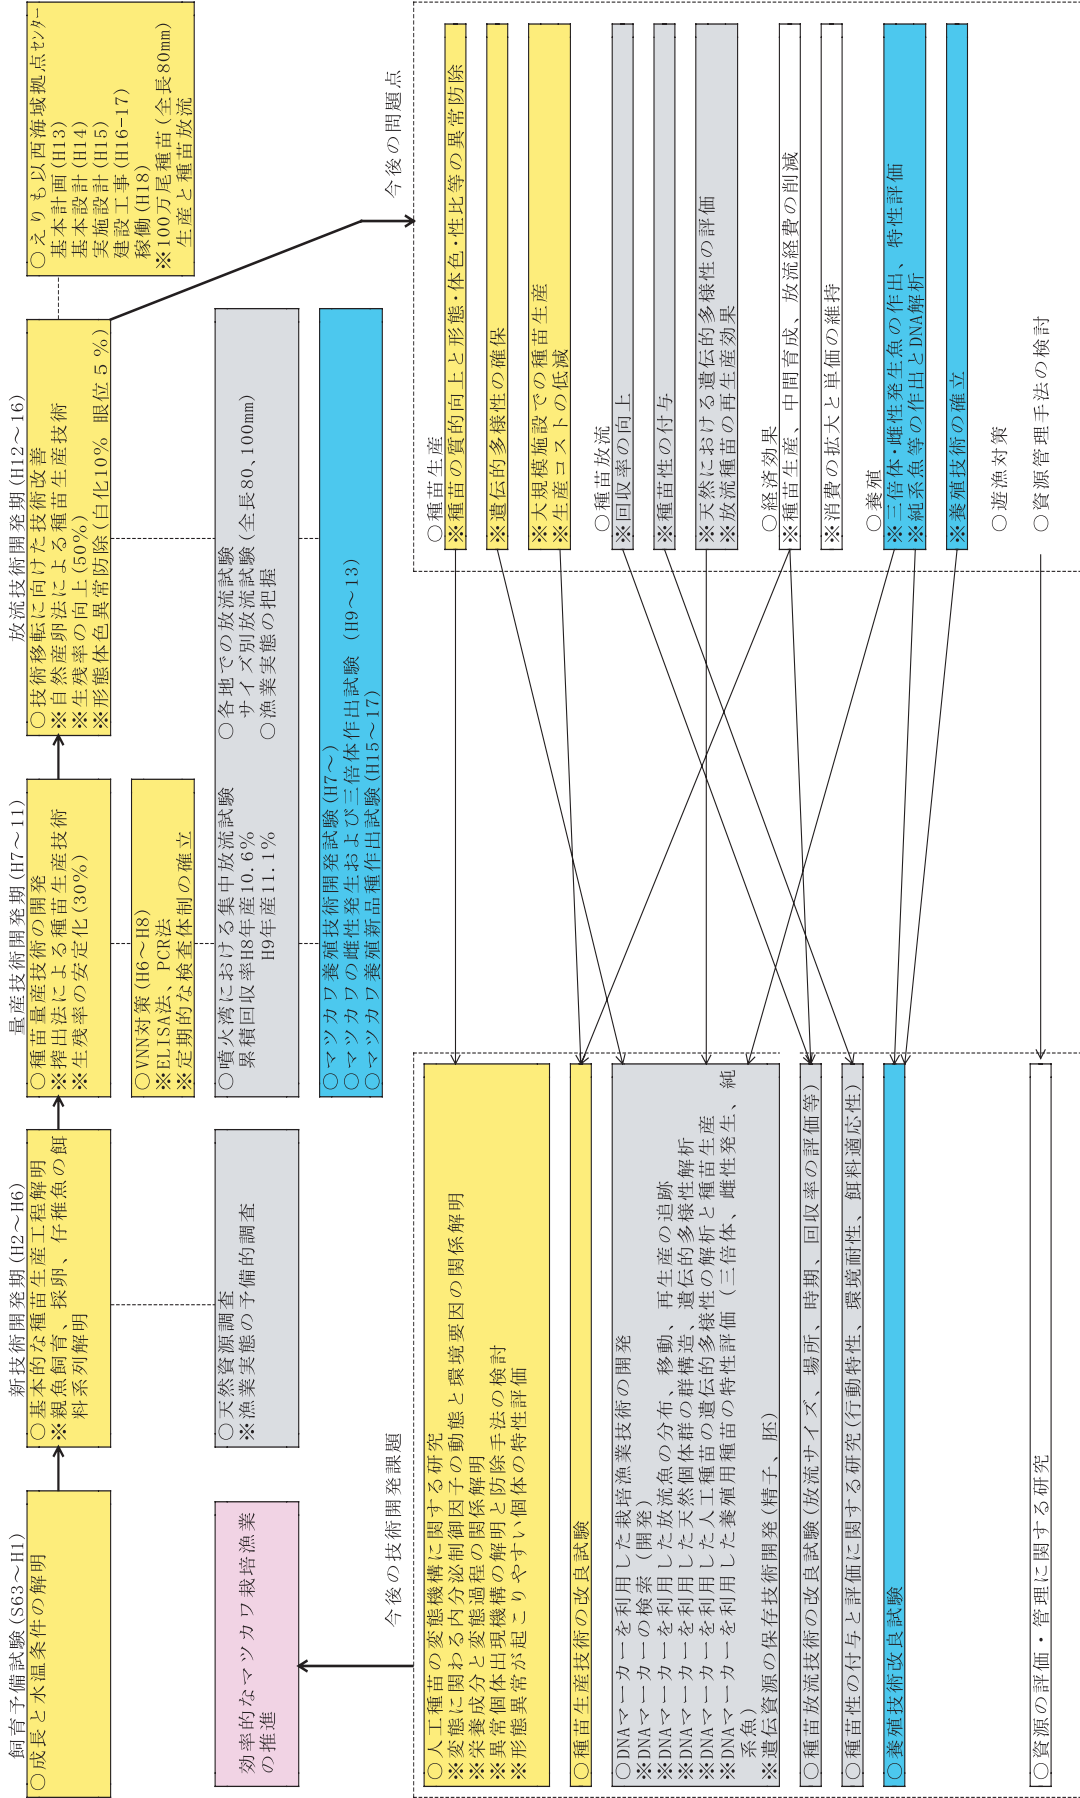 飼育予備試験(S63～H1)
○成長と水温条件の解明
新技術開発期(H2～H6)
○基本的な種苗生産工程解明
※親魚飼育、採卵、仔稚魚の餌
料系列解明
量産技術開発期(H7～11)
○種苗量産技術の開発
※搾出法による種苗生産技術
※生残率の安定化(30%)
放流技術開発期(H12～16)
○技術移転に向けた技術改善
※自然産卵法による種苗生産技術
※生残率の向上(50%)
※形態体色異常防除(白化10% 眼位5%)
○えりも以西海域拠点センター
基本計画(H13)
基本設計(H14)
実施設計(H15)
建設工事(H16-17)
稼働(H18)
※100万尾種苗(全長80mm)
生産と種苗放流
○VNN対策(H6～H8)
※ELISA法、PCR法
※定期的な検査体制の確立
効率的なマツカワ栽培漁業
の推進
○天然資源調査
※漁業実態の予備的調査
○噴火湾における集中放流試験
累積回収率H8年産10.6%
H9年産11.1%
○各地での放流試験
サイズ別放流試験(全長80、100mm)
○漁業実態の把握
○マツカワ養殖技術開発試験(H7～)
○マツカワの雌性発生および三倍体作出試験 (H9～13)
○マツカワ養殖新品種作出試験(H15～17)
今後の技術開発課題
○人工種苗の変態機構に関する研究
※変態に関わる内分泌制御因子の動態と環境要因の関係解明
※栄養成分と変態過程の関係解明
※異常個体出現機構の解明と防除手法の検討
※形態異常が起こりやすい個体の特性評価
○種苗生産技術の改良試験
○DNAマーカーを利用した栽培漁業技術の開発
※DNAマーカーの検索 (開発)
※DNAマーカーを利用した放流魚の分布、移動、再生産の追跡
※DNAマーカーを利用した天然個体群の群構造、遺伝的多様性解析
※DNAマーカーを利用した人工種苗の遺伝的多様性の解析と種苗生産
※DNAマーカーを利用した養殖用種苗の特性評価 (三倍体、雌性発生、純
系魚)
※遺伝資源の保存技術開発(精子、胚)
○種苗放流技術の改良試験(放流サイズ、場所、時期、回収率の評価等)
○種苗性の付与と評価に関する研究(行動特性、環境耐性、餌料適応性)
○養殖技術改良試験
○資源の評価・管理に関する研究
今後の問題点
○種苗生産
※種苗の質的向上と形態・体色・性比等の異常防除
※遺伝的多様性の確保
※大規模施設での種苗生産
※生産コストの低減
○種苗放流
※回収率の向上
※種苗性の付与
※天然における遺伝的多様性の評価
※放流種苗の再生産効果
○経済効果
※種苗生産、中間育成、放流経費の削減
※消費の拡大と単価の維持
○養殖
※三倍体・雌性発生魚の作出、特性評価
※純系魚等の作出とDNA解析
※養殖技術の確立
○遊漁対策
○資源管理手法の検討